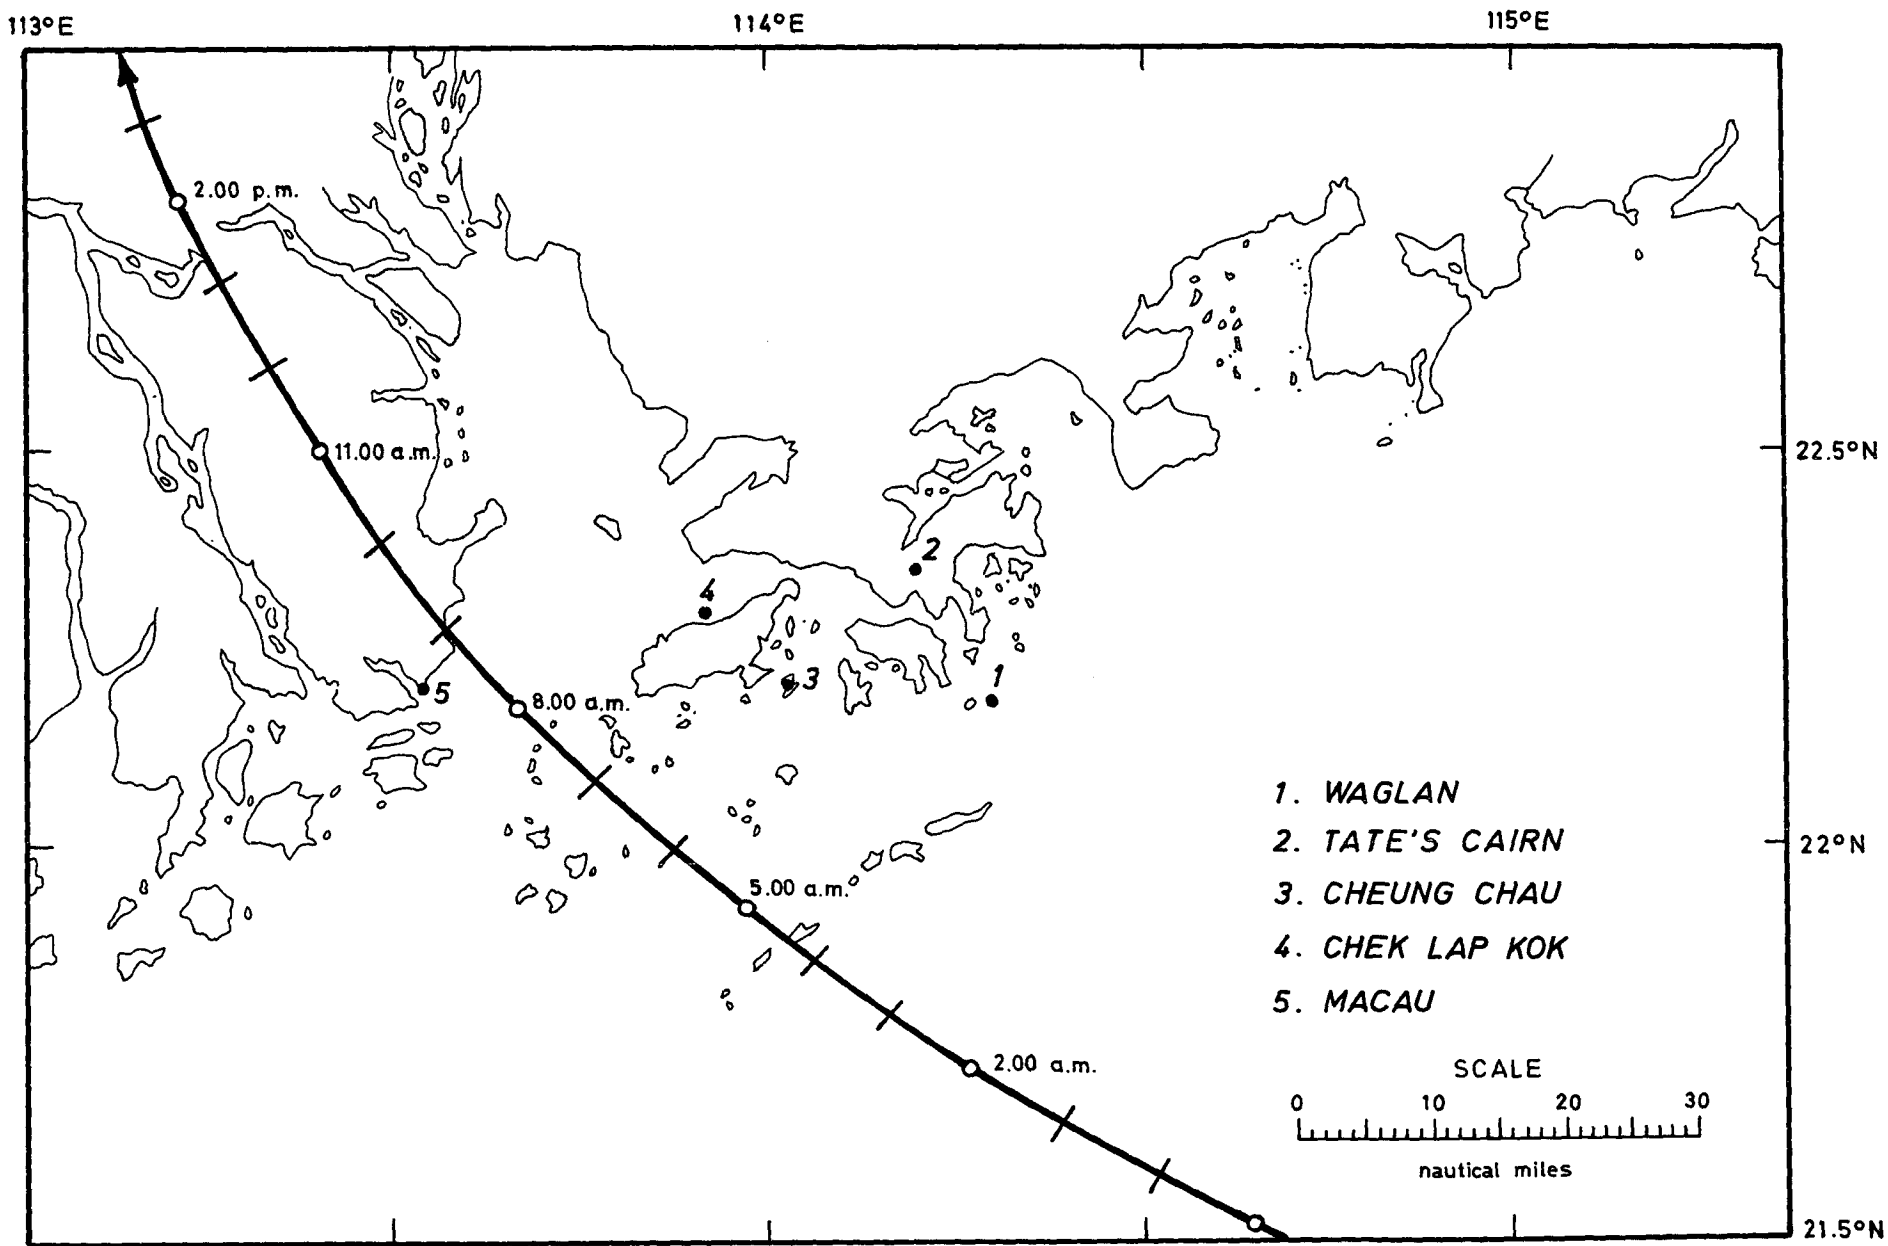 113°E 114°E 115°E
2.00 p.m.
11.00 a.m.
22.5°N
2
4
3
1
5
8.00 a.m.
1. WAGLAN
2. TATE'S CAIRN
22°N
3. CHEUNG CHAU
5.00 a.m.
4. CHEK LAP KOK
5. MACAU
2.00 a.m.
SCALE
0 10 20 30
nautical miles
21.5°N